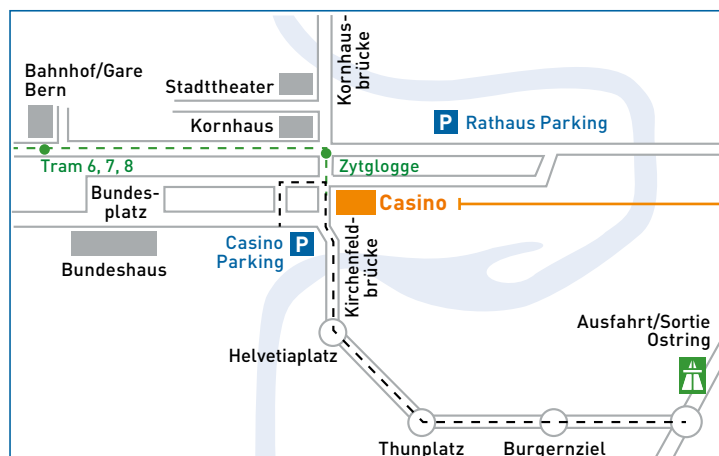 Bahnhof/Gare
Bern
Stadttheater
Kornhaus
Kornhaus-
brücke
P Rathaus Parking
Tram 6, 7, 8
Zytglogge
Bundes-
platz
Casino
Bundeshaus
Casino
Parking
P
Kirchenfeld-
brücke
Helvetiaplatz
Ausfahrt/Sortie
Ostring
Thunplatz
Burgernziel